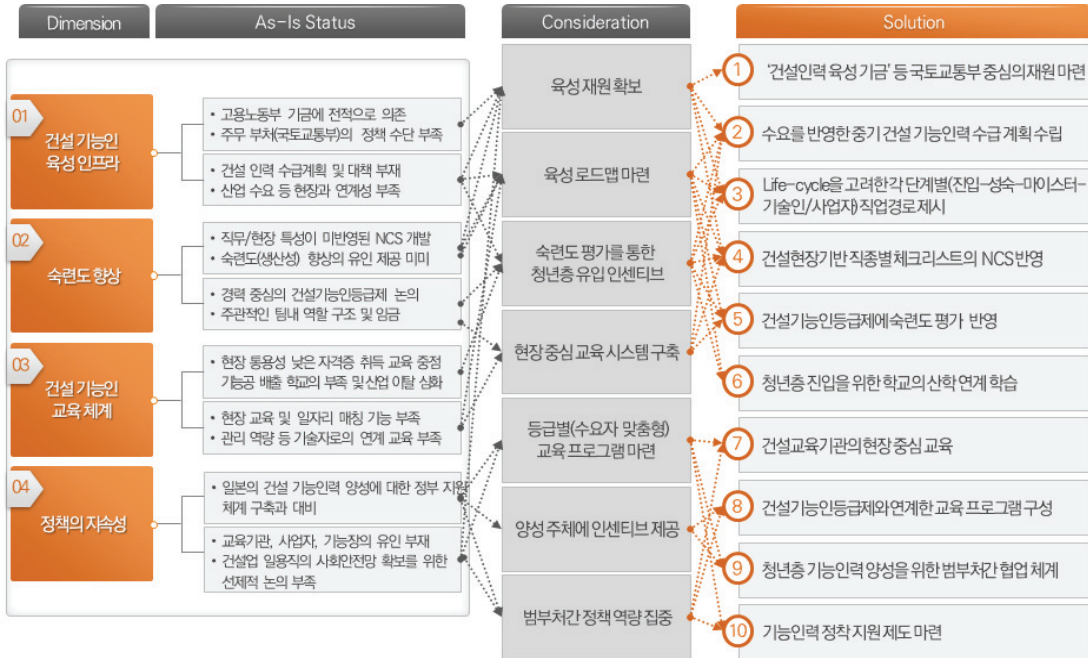 Dimension
As-Is Status
Consideration
Solution
01
건설 기능인
육성 인프라
• 고용노동부 기금에 전적으로 의존
• 주무 부처(국토교통부)의 정책 수단 부족
• 건설 인력 수급계획 및 대책 부재
• 산업 수요 등 현장과 연계성 부족
02
숙련도 향상
• 직무/현장 특성이 미반영된 NCS 개발
• 숙련도(생산성) 향상의 유인 제공 미미
• 경력 중심의 건설기능인등급제 논의
• 주관적인 팀내 역할 구조 및 임금
03
건설 기능인
교육 체계
• 현장 통용성 낮은 자격증 취득 교육 중점
기능공 배출 학교의 부족 및 산업 이탈 심화
• 현장 교육 및 일자리 매칭 기능 부족
• 관리 역량 등 기술자로의 연계 교육 부족
04
정책의 지속성
• 일본의 건설 기능인력 양성에 대한 정부 지원
체계 구축과 대비
• 교육기관, 사업자, 기능장의 유인 부재
• 건설업 일용직의 사회안전망 확보를 위한
선제적 논의 부족
육성 재원 확보
육성 로드맵 마련
숙련도 평가를 통한
청년층 유입 인센티브
현장 중심 교육 시스템 구축
등급별(수요자 맞춤형)
교육 프로그램 마련
양성 주체에 인센티브 제공
범부처간 정책 역량 집중
1 '건설인력 육성 기금' 등 국토교통부 중심의 재원 마련
2 수요를 반영한 중기 건설 기능인력 수급 계획 수립
3 Life-cycle을 고려한 각 단계별(진입-성숙-마이스터-
기술인/사업자) 직업경로 제시
4 건설현장기반 직종별 체크리스트의 NCS 반영
5 건설기능인등급제에 숙련도 평가 반영
6 청년층 진입을 위한 학교의 산학 연계 학습
7 건설교육기관의 현장 중심 교육
8 건설기능인등급제와 연계한 교육 프로그램 구성
9 청년층 기능인력 양성을 위한 범부처간 협업 체계
10 기능인력 정착 지원 제도 마련